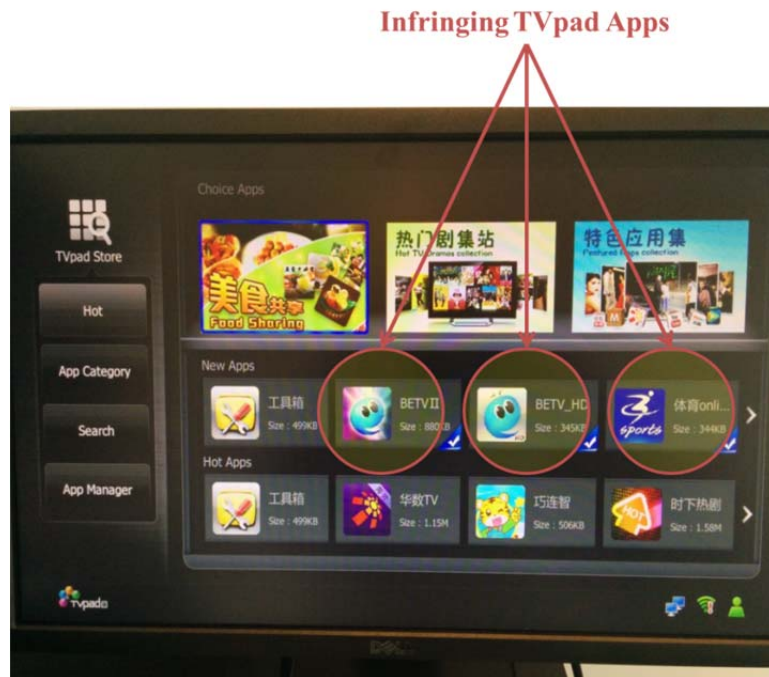 Infringing TVpad Apps
Choice Apps
TVpad Store
热门剧集站
Hot TV Dramas collection
特色应用集
Featured Apps collection
美食共享
Food Sharing
Hot
App Category
Search
App Manager
New Apps
工具箱
Size : 499KB
BETVII
Size : 880KB
BETV_HD
Size : 345KB
sports
体育onli...
Size : 344KB
Hot Apps
工具箱
Size : 499KB
华数TV
Size : 1.15M
巧连智
Size : 506KB
HOT
时下热剧
Size : 1.58M
Tvpad
DELL